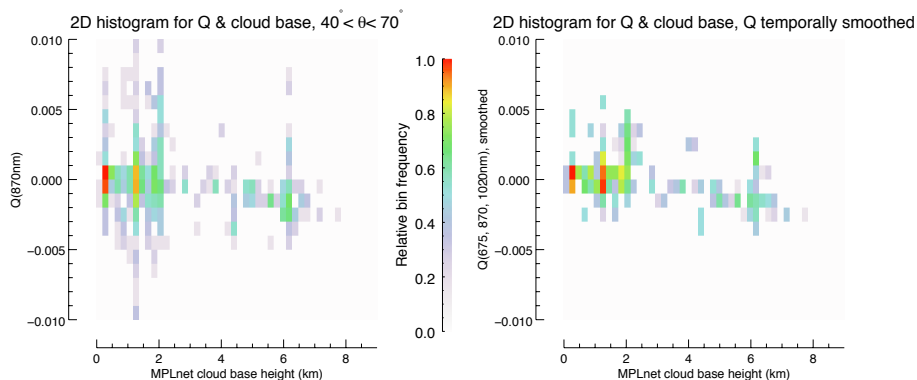 2D histogram for Q & cloud base, 40° < θ < 70°
0.010
0.005
0.000
−0.005
−0.010
Q(870nm)
0 2 4 6 8
MPLnet cloud base height (km)
1.0
0.8
0.6
0.4
0.2
0.0
Relative bin frequency
2D histogram for Q & cloud base, Q temporally smoothed
0.010
0.005
0.000
−0.005
−0.010
Q(675, 870, 1020nm), smoothed
0 2 4 6 8
MPLnet cloud base height (km)